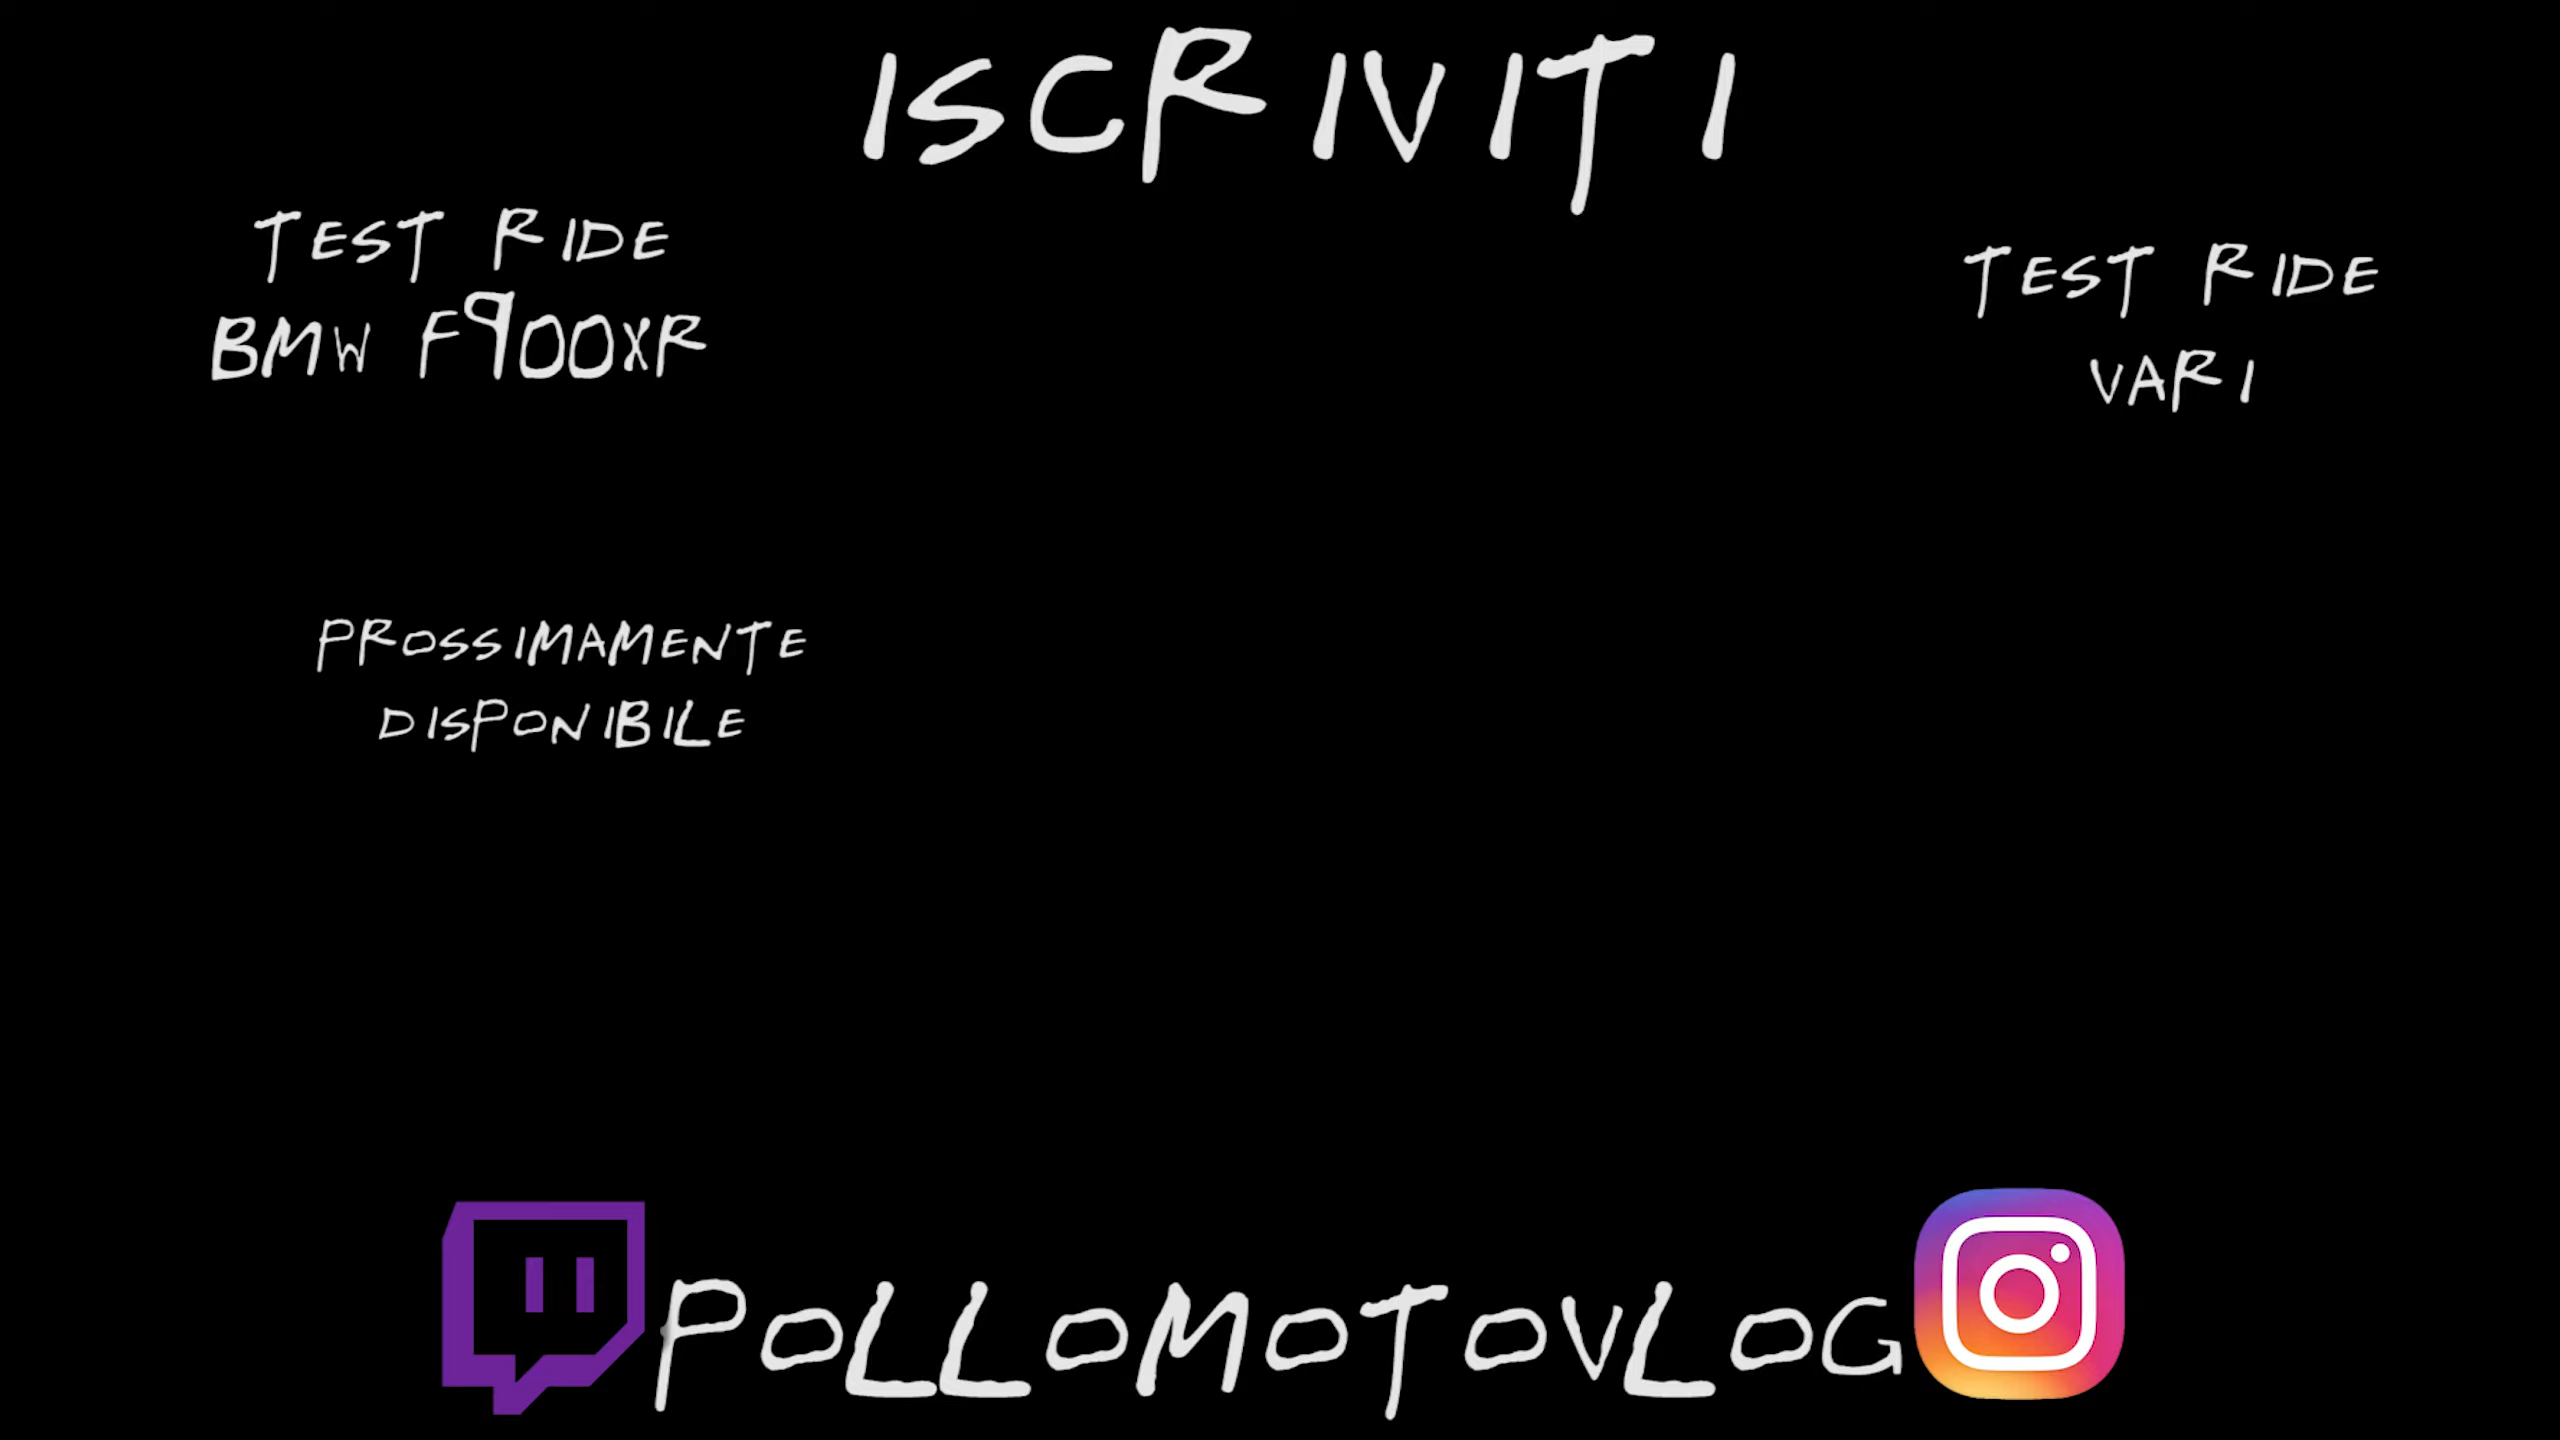 ISCRIVITI
TEST RIDE
BMW F900XR
TEST RIDE
VARI
PROSSIMAMENTE
DISPONIBILE
POLLOMOTOVLOG